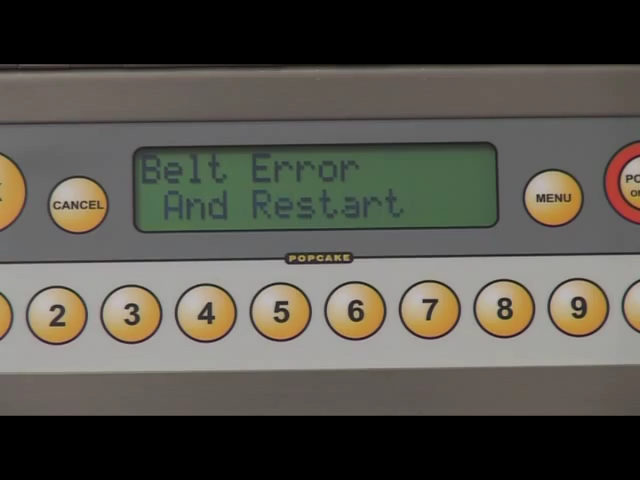 Belt Error
And Restart
CANCEL
MENU
POPCAKE
2 3 4 5 6 7 8 9